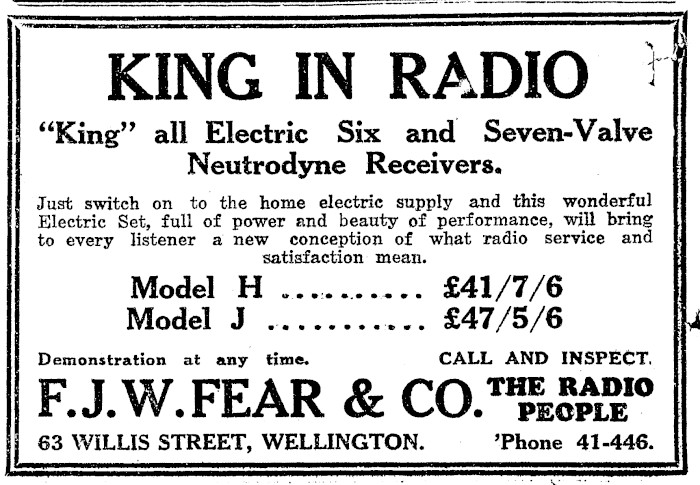 KING IN RADIO
“King” all Electric Six and Seven-Valve
Neutrodyne Receivers.
Just switch on to the home electric supply and this wonderful
Electric Set, full of power and beauty of performance, will bring
to every listener a new conception of what radio service and
satisfaction mean.
Model H ........... £41/7/6
Model J ............ £47/5/6
Demonstration at any time. CALL AND INSPECT.
F.J.W. FEAR & CO. THE RADIO
PEOPLE
63 WILLIS STREET, WELLINGTON. 'Phone 41-446.